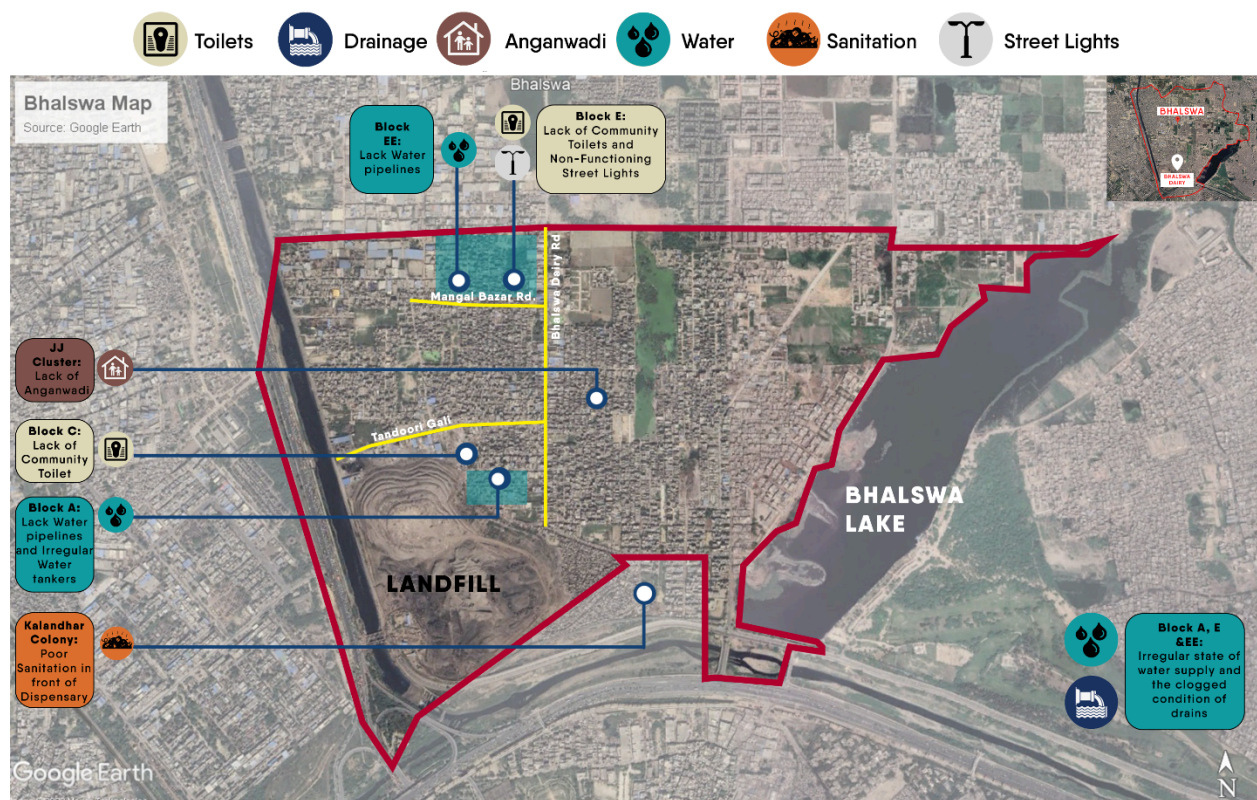 Toilets
Drainage
Anganwadi
Water
Sanitation
Street Lights
Bhalswa Map
Source: Google Earth
Bhalswa
BHALSWA
BHALSWA
DAIRY
Block
EE:
Lack Water
pipelines
Block E:
Lack of Community
Toilets and
Non-Functioning
Street Lights
Mangal Bazar Rd.
Bhalswa Dairy Rd
JJ
Cluster:
Lack of
Anganwadi
Tandoori Gali
Block C:
Lack of
Community
Toilet
Block A:
Lack Water
pipelines
and Irregular
Water
tankers
BHALSWA
LAKE
LANDFILL
Kalandhar
Colony:
Poor
Sanitation in
front of
Dispensary
Block A, E
&EE:
Irregular state of
water supply and
the clogged
condition of
drains
Google Earth
N